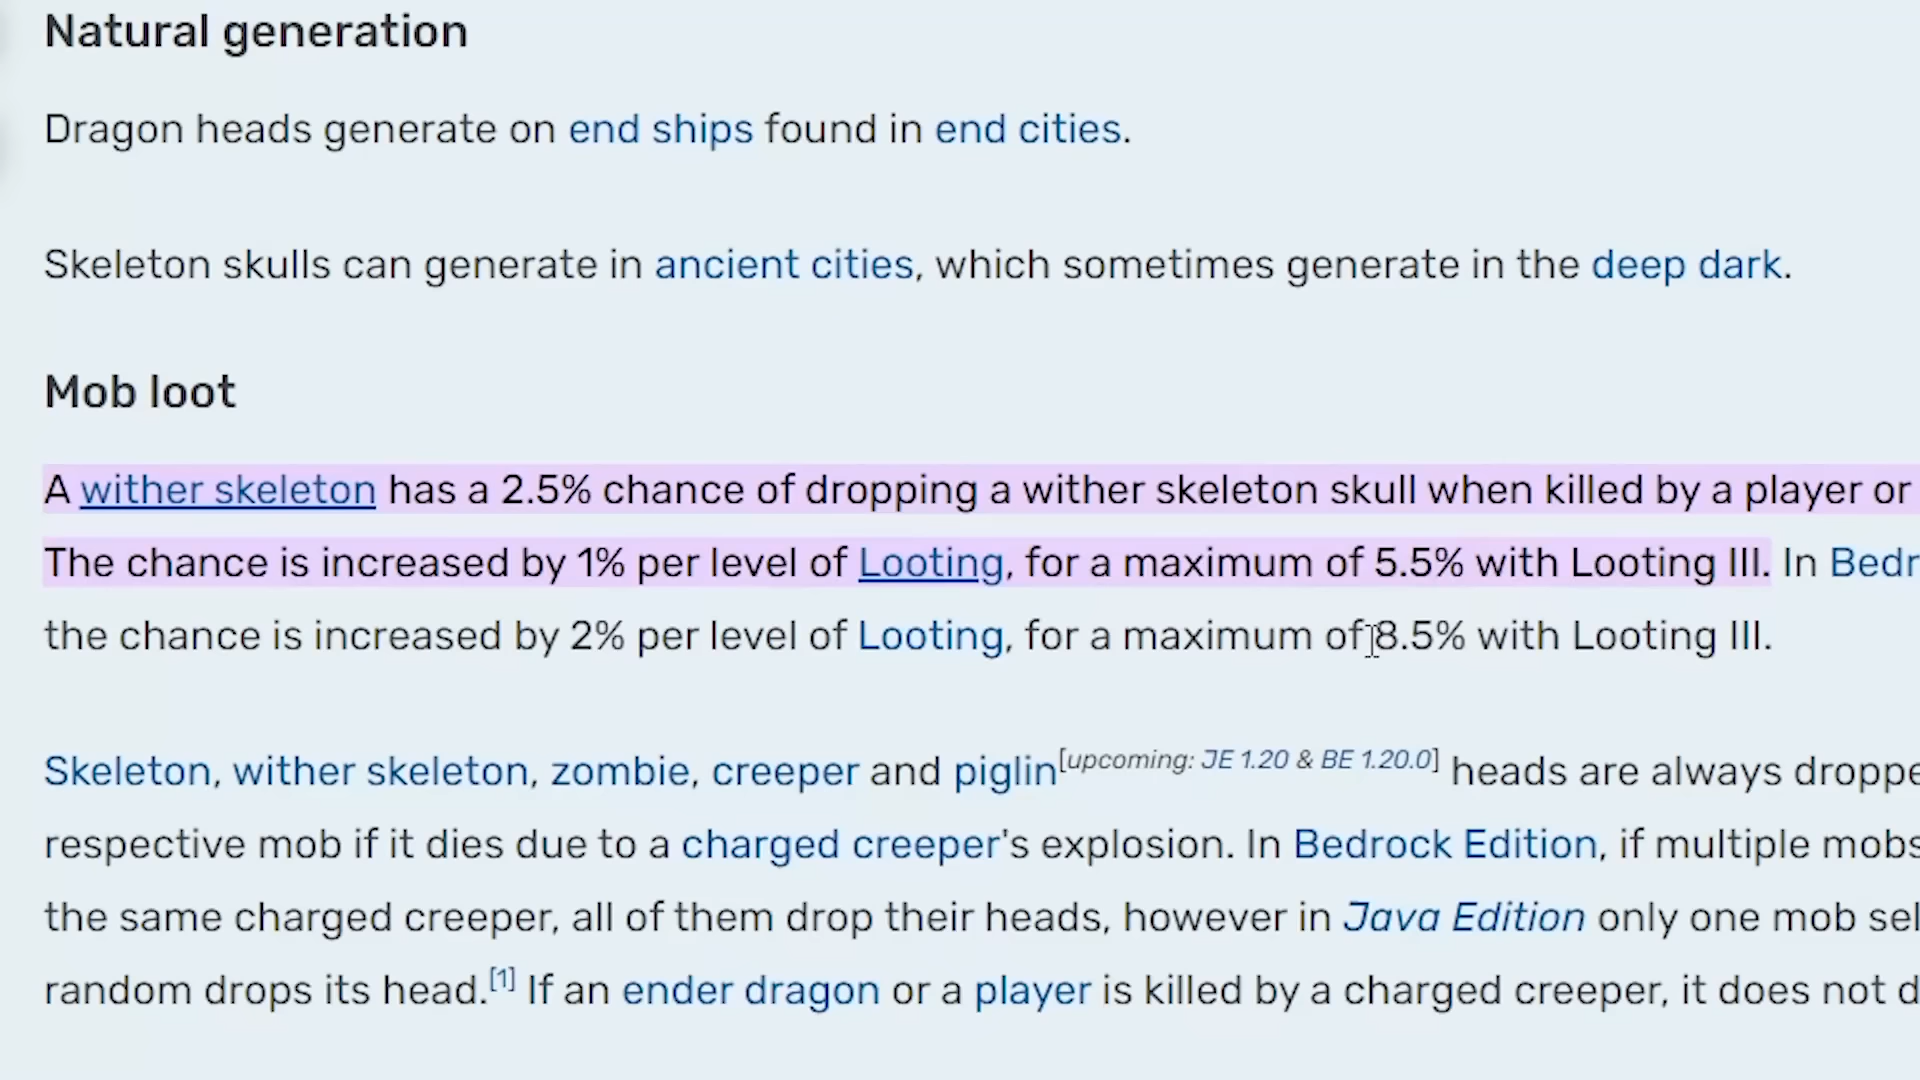 Natural generation
Dragon heads generate on end ships found in end cities.
Skeleton skulls can generate in ancient cities, which sometimes generate in the deep dark.
Mob loot
A wither skeleton has a 2.5% chance of dropping a wither skeleton skull when killed by a player or
The chance is increased by 1% per level of Looting, for a maximum of 5.5% with Looting III. In Bedr
the chance is increased by 2% per level of Looting, for a maximum of 8.5% with Looting III.
Skeleton, wither skeleton, zombie, creeper and piglin[upcoming: JE 1.20 & BE 1.20.0] heads are always droppe
respective mob if it dies due to a charged creeper's explosion. In Bedrock Edition, if multiple mobs
the same charged creeper, all of them drop their heads, however in Java Edition only one mob sel
random drops its head.[1] If an ender dragon or a player is killed by a charged creeper, it does not d